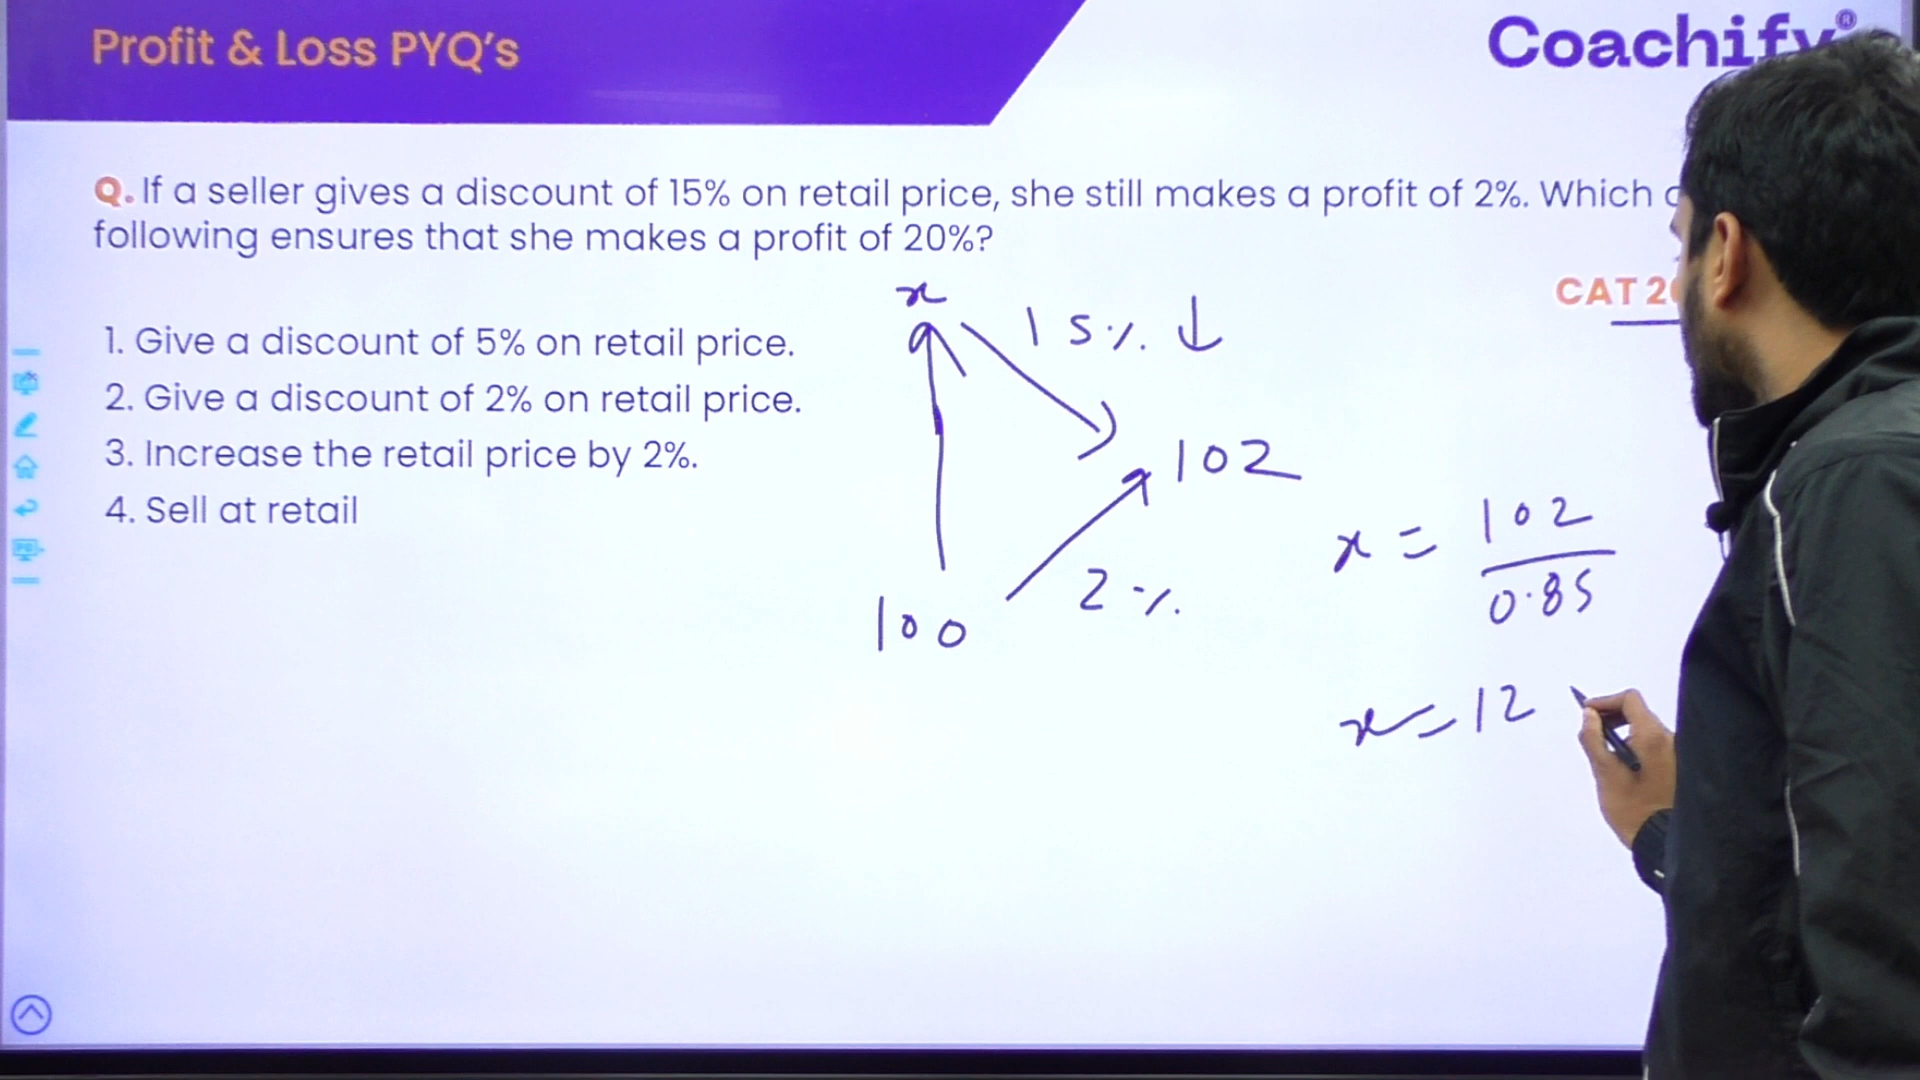 Profit & Loss PYQ's
Coachify®
Q. If a seller gives a discount of 15% on retail price, she still makes a profit of 2%. Which
following ensures that she makes a profit of 20%?
CAT 2
1. Give a discount of 5% on retail price.
2. Give a discount of 2% on retail price.
3. Increase the retail price by 2%.
4. Sell at retail
x
15% ↓
102
2%
100
x = 102
0.85
x = 12